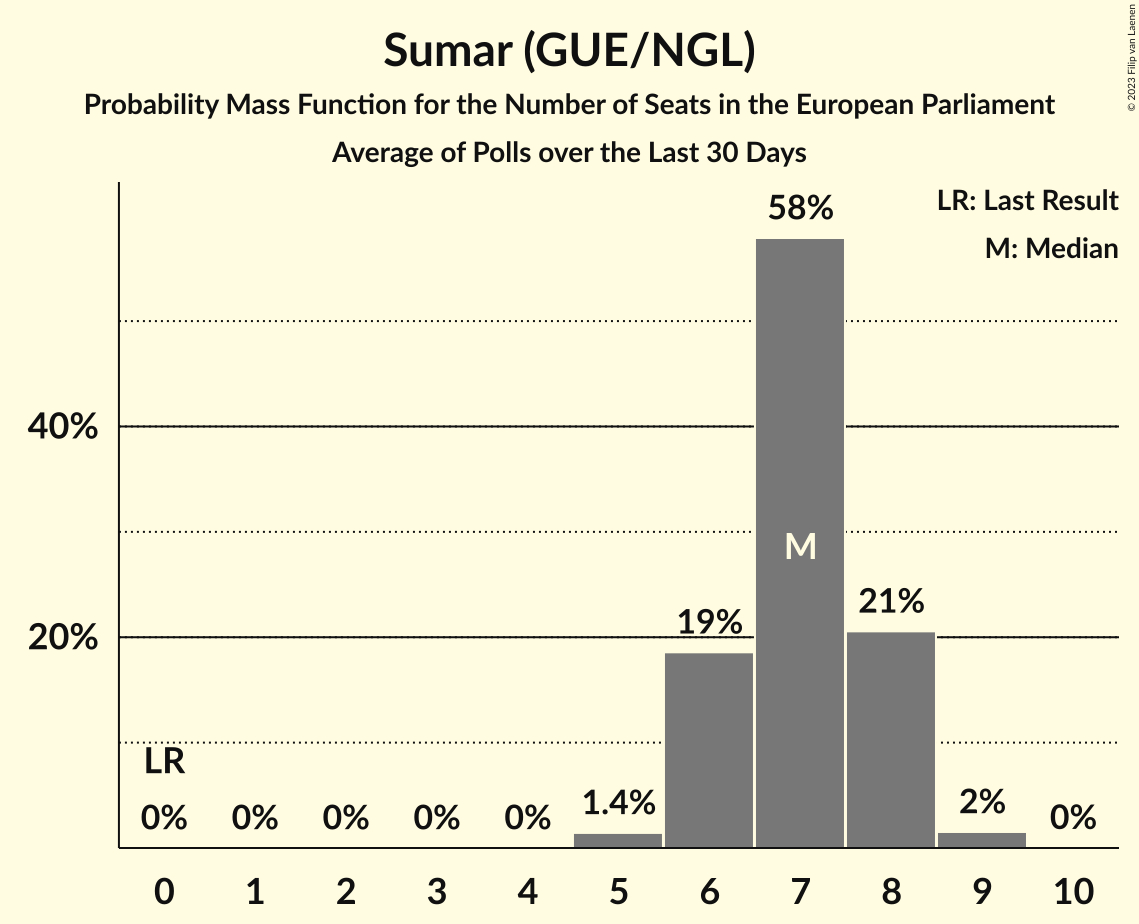 Sumar (GUE/NGL)
Probability Mass Function for the Number of Seats in the European Parliament
Average of Polls over the Last 30 Days
© 2023 Filip van Laenen
LR: Last Result
M: Median
58%
40%
M
21%
19%
20%
LR
0% 0% 0% 0% 0% 1.4% 2% 0%
0 1 2 3 4 5 6 7 8 9 10